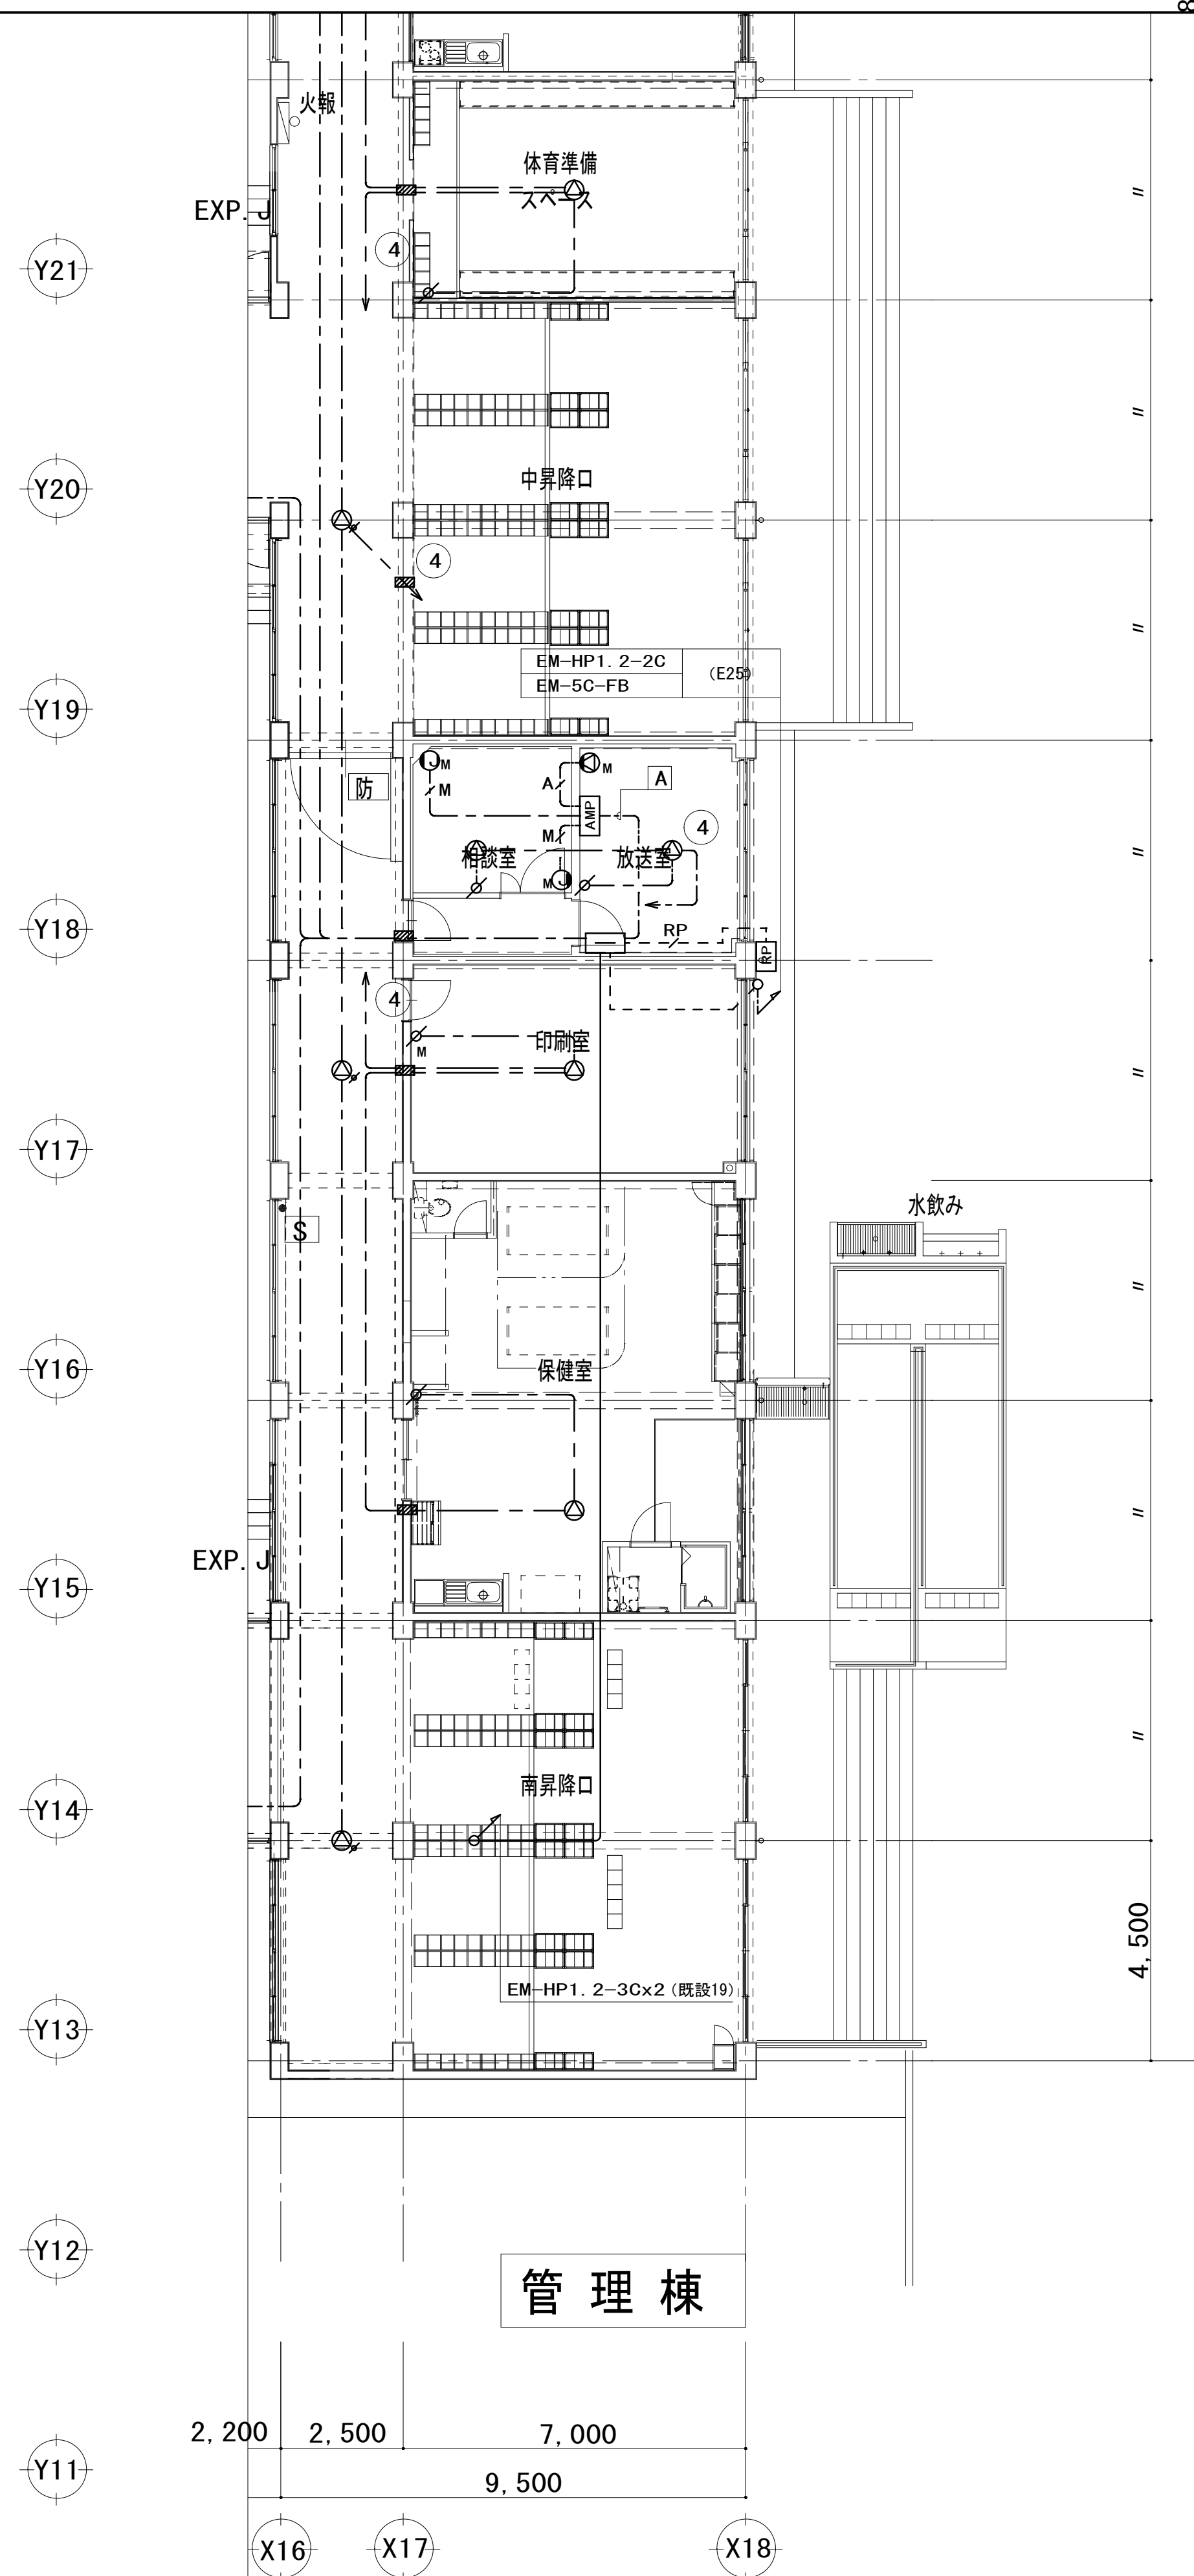 8
火報
体育準備
スペース
EXP. J
4
Y21
〃
中昇降口
Y20
〃
4
〃
EM-HP1. 2-2C
(E25)
EM-5C-FB
Y19
防
M
M
A
M
A
AMP
4
M
相談室
放送室
M
〃
Y18
RP
RP
4
M
印刷室
〃
Y17
S
水飲み
〃
Y16
保健室
〃
EXP. J
Y15
〃
南昇降口
Y14
4, 500
EM-HP1. 2-3Cx2 (既設19)
Y13
Y12
管理棟
2, 200
2, 500
7, 000
Y11
9, 500
X16
X17
X18